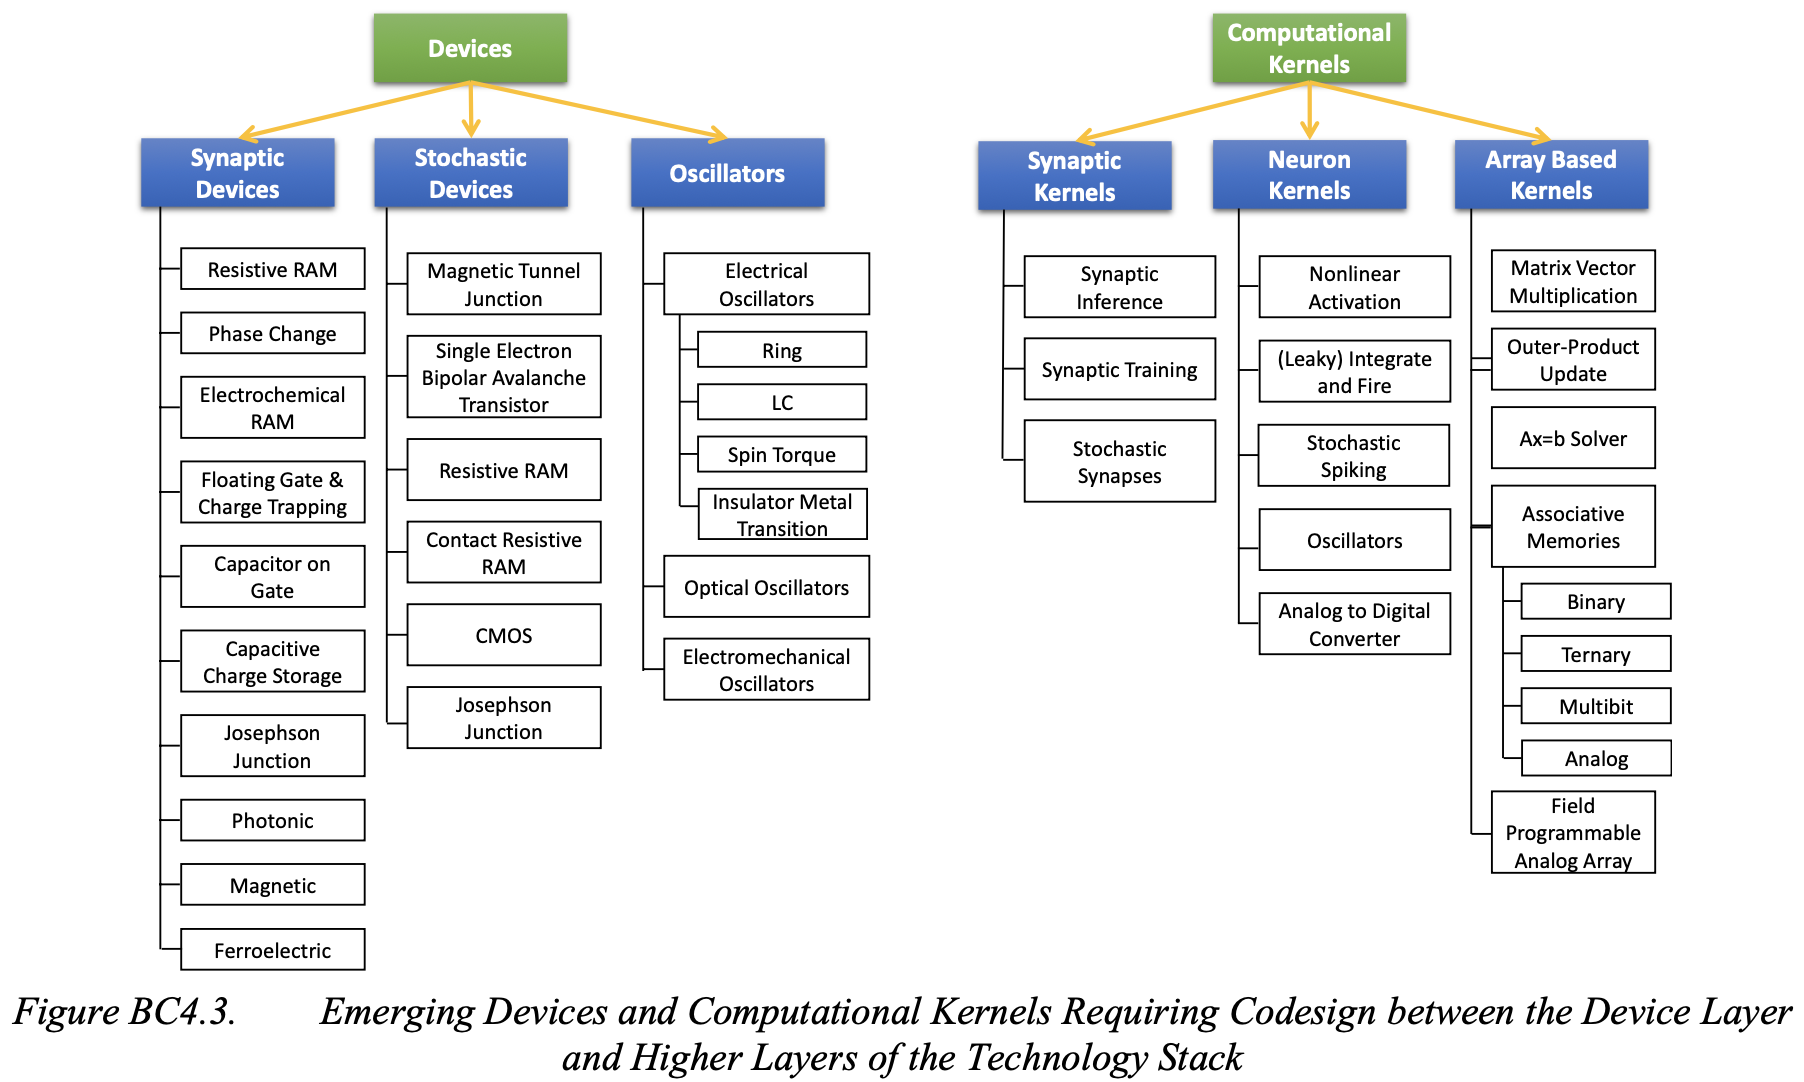 Devices
Synaptic
Devices
Resistive RAM
Phase Change
Electrochemical
RAM
Floating Gate &
Charge Trapping
Capacitor on
Gate
Capacitive
Charge Storage
Josephson
Junction
Photonic
Magnetic
Ferroelectric
Stochastic
Devices
Magnetic Tunnel
Junction
Single Electron
Bipolar Avalanche
Transistor
Resistive RAM
Contact Resistive
RAM
CMOS
Josephson
Junction
Oscillators
Electrical
Oscillators
Ring
LC
Spin Torque
Insulator Metal
Transition
Optical Oscillators
Electromechanical
Oscillators
Computational
Kernels
Synaptic
Kernels
Synaptic
Inference
Synaptic Training
Stochastic
Synapses
Neuron
Kernels
Nonlinear
Activation
(Leaky) Integrate
and Fire
Stochastic
Spiking
Oscillators
Analog to Digital
Converter
Array Based
Kernels
Matrix Vector
Multiplication
Outer-Product
Update
Ax=b Solver
Associative
Memories
Binary
Ternary
Multibit
Analog
Field
Programmable
Analog Array
Figure BC4.3. Emerging Devices and Computational Kernels Requiring Codesign between the Device Layer
and Higher Layers of the Technology Stack